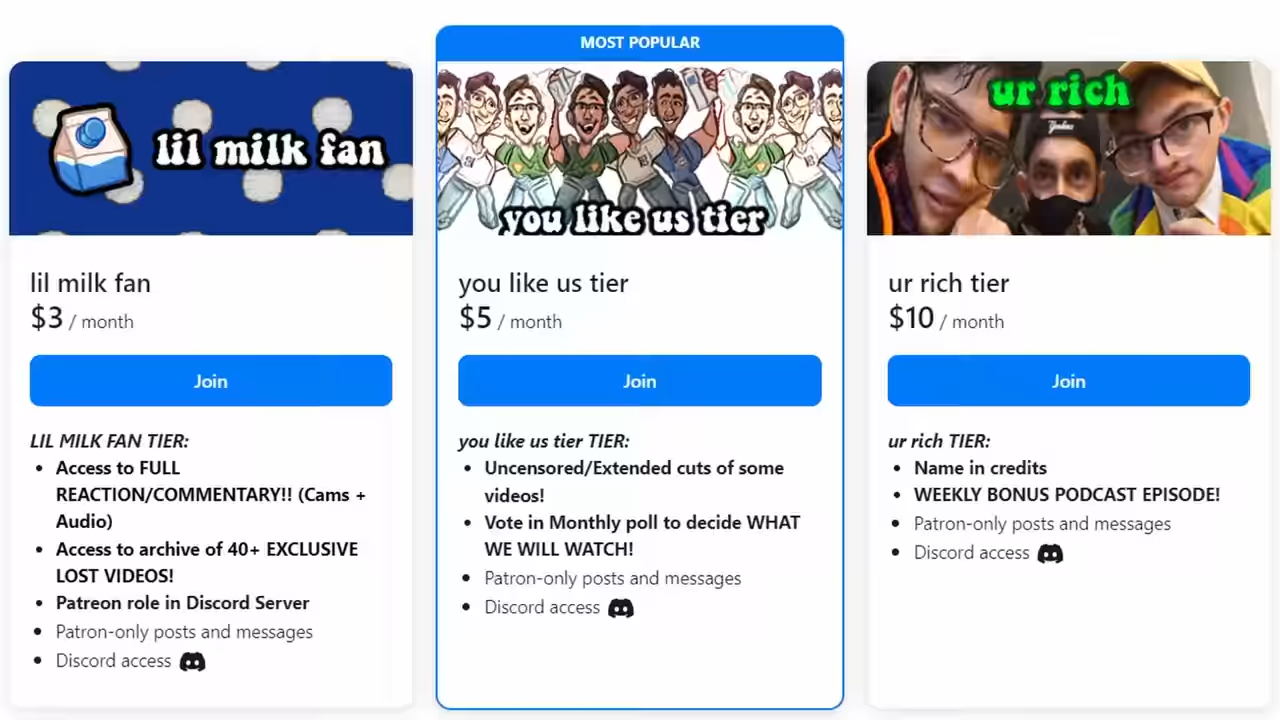 lil milk fan
lil milk fan
$3 / month
Join
LIL MILK FAN TIER:
Access to FULL
REACTION/COMMENTARY!! (Cams +
Audio)
Access to archive of 40+ EXCLUSIVE
LOST VIDEOS!
Patreon role in Discord Server
Patron-only posts and messages
Discord access
MOST POPULAR
you like us tier
you like us tier
$5 / month
Join
you like us tier TIER:
Uncensored/Extended cuts of some
videos!
Vote in Monthly poll to decide WHAT
WE WILL WATCH!
Patron-only posts and messages
Discord access
ur rich
ur rich tier
$10 / month
Join
ur rich TIER:
Name in credits
WEEKLY BONUS PODCAST EPISODE!
Patron-only posts and messages
Discord access